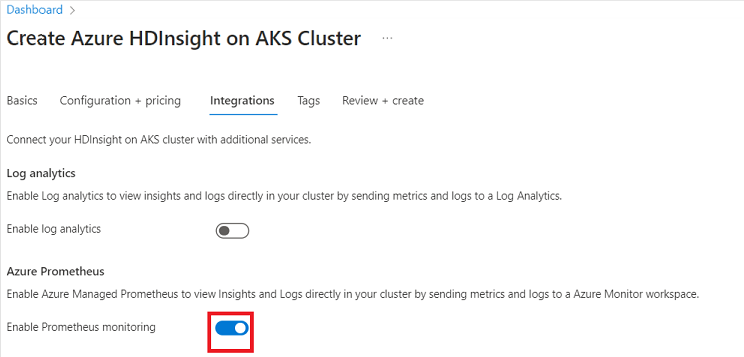 Dashboard >
Create Azure HDInsight on AKS Cluster ...
Basics Configuration + pricing Integrations Tags Review + create
Connect your HDInsight on AKS cluster with additional services.
Log analytics
Enable Log analytics to view insights and logs directly in your cluster by sending metrics and logs to a Log Analytics.
Enable log analytics
Azure Prometheus
Enable Azure Managed Prometheus to view Insights and Logs directly in your cluster by sending metrics and logs to a Azure Monitor workspace.
Enable Prometheus monitoring